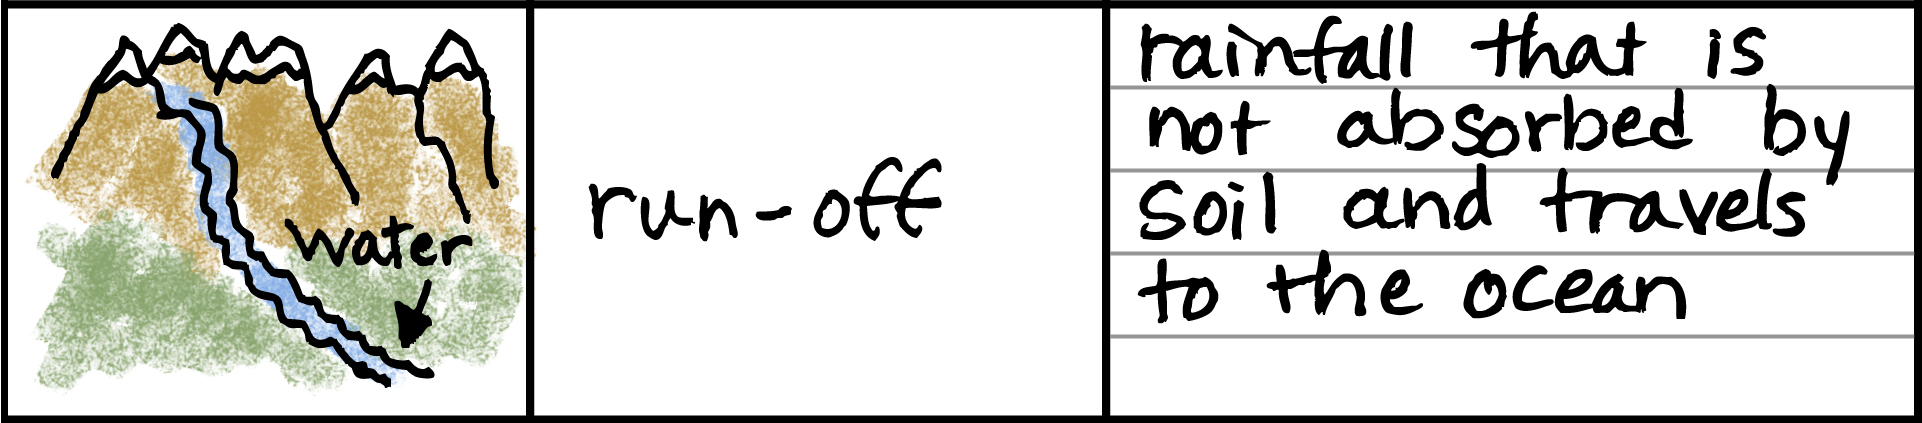 water
run-off
rainfall that is
not absorbed by
soil and travels
to the ocean